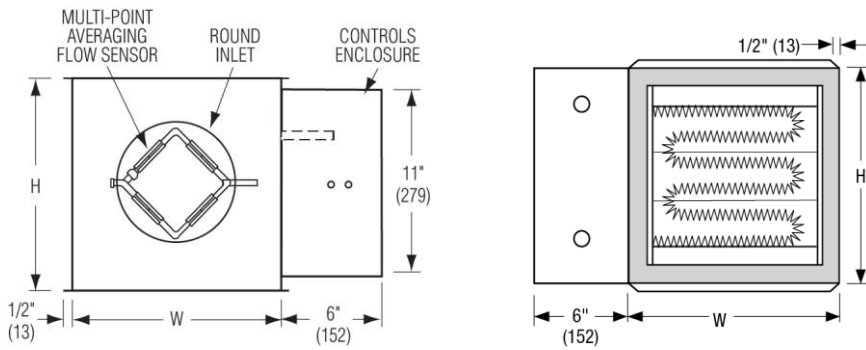 MULTI-POINT
AVERAGING
FLOW SENSOR
ROUND
INLET
CONTROLS
ENCLOSURE
H
11"
(279)
1/2"
(13)
W
6"
(152)
1/2" (13)
H
6"
(152)
W